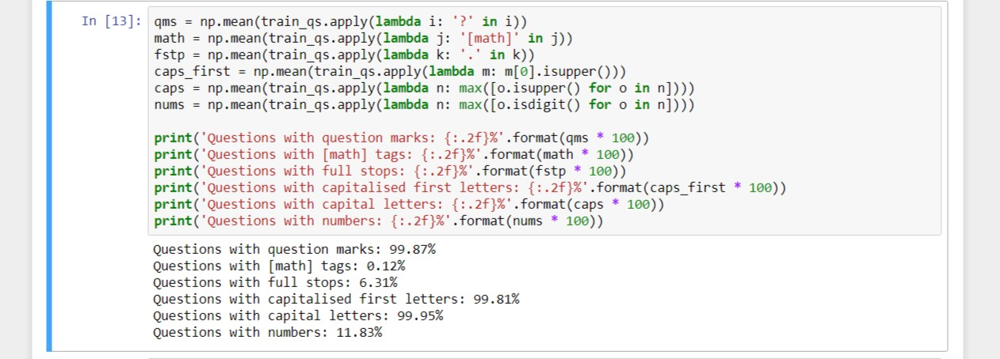 In [13]: qms = np.mean(train_qs.apply(lambda i: '?' in i))
math = np.mean(train_qs.apply(lambda j: '[math]' in j))
fstp = np.mean(train_qs.apply(lambda k: '.' in k))
caps_first = np.mean(train_qs.apply(lambda m: m[0].isupper()))
caps = np.mean(train_qs.apply(lambda n: max([o.isupper() for o in n])))
nums = np.mean(train_qs.apply(lambda n: max([o.isdigit() for o in n])))
print('Questions with question marks: {:.2f}%'.format(qms * 100))
print('Questions with [math] tags: {:.2f}%'.format(math * 100))
print('Questions with full stops: {:.2f}%'.format(fstp * 100))
print('Questions with capitalised first letters: {:.2f}%'.format(caps_first * 100))
print('Questions with capital letters: {:.2f}%'.format(caps * 100))
print('Questions with numbers: {:.2f}%'.format(nums * 100))
Questions with question marks: 99.87%
Questions with [math] tags: 0.12%
Questions with full stops: 6.31%
Questions with capitalised first letters: 99.81%
Questions with capital letters: 99.95%
Questions with numbers: 11.83%